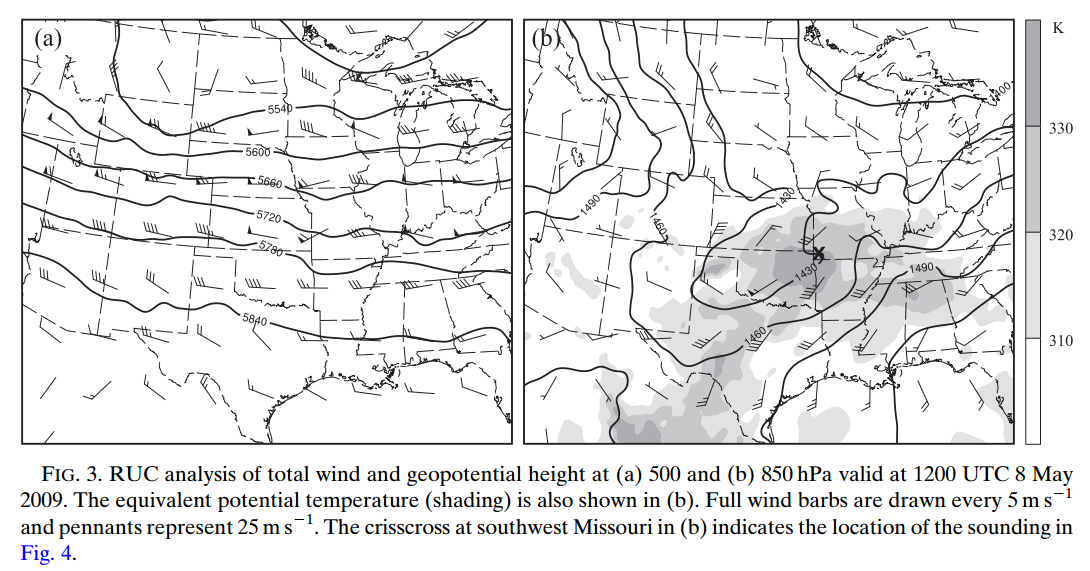 (a)
5540
5600
5660
5720
5780
5840
(b)
1490
1460
1430
1430
1460
1490
400
X
K
330
320
310
FIG. 3. RUC analysis of total wind and geopotential height at (a) 500 and (b) 850 hPa valid at 1200 UTC 8 May
2009. The equivalent potential temperature (shading) is also shown in (b). Full wind barbs are drawn every 5 m s⁻¹
and pennants represent 25 m s⁻¹. The crisscross at southwest Missouri in (b) indicates the location of the sounding in
Fig. 4.